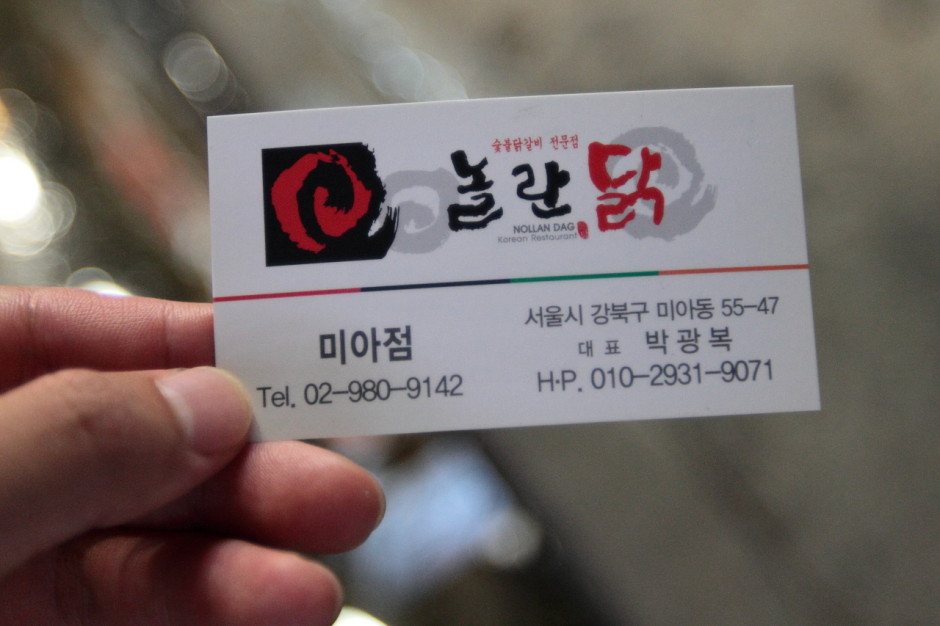 숯불닭갈비 전문점
놀란닭
NOLLAN DAG
Korean Restaurant
미아점
Tel. 02-980-9142
서울시 강북구 미아동 55-47
대 표 박 광 복
H·P. 010-2931-9071